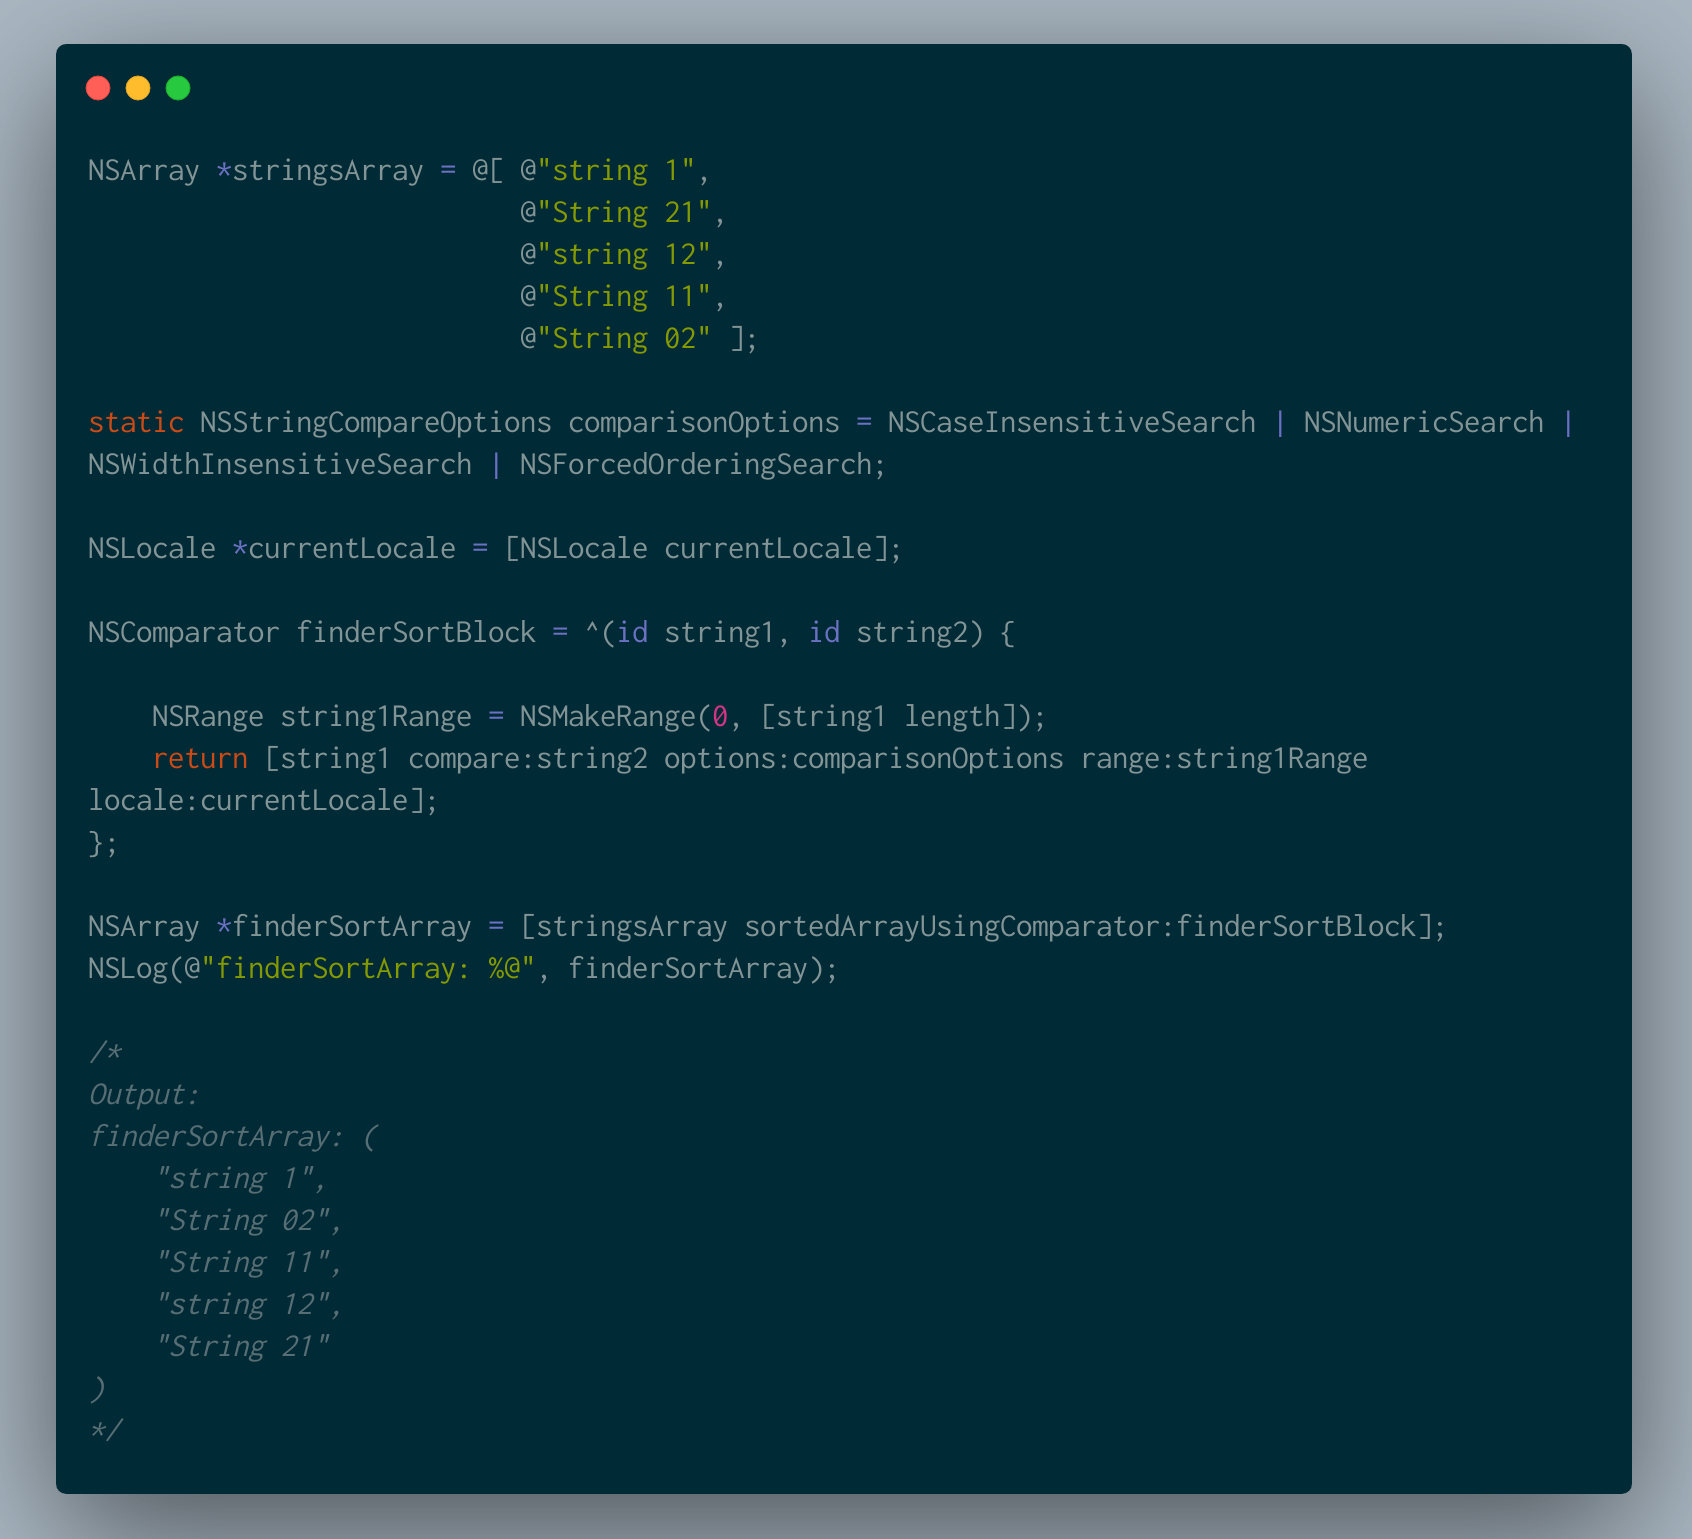 NSArray *stringsArray = @[ @"string 1",
                           @"String 21",
                           @"string 12",
                           @"String 11",
                           @"String 02" ];

static NSStringCompareOptions comparisonOptions = NSCaseInsensitiveSearch | NSNumericSearch |
NSWidthInsensitiveSearch | NSForcedOrderingSearch;

NSLocale *currentLocale = [NSLocale currentLocale];

NSComparator finderSortBlock = ^(id string1, id string2) {

    NSRange string1Range = NSMakeRange(0, [string1 length]);
    return [string1 compare:string2 options:comparisonOptions range:string1Range
locale:currentLocale];
};

NSArray *finderSortArray = [stringsArray sortedArrayUsingComparator:finderSortBlock];
NSLog(@"finderSortArray: %@", finderSortArray);

/*
Output:
finderSortArray: (
    "string 1",
    "String 02",
    "String 11",
    "string 12",
    "String 21"
)
*/